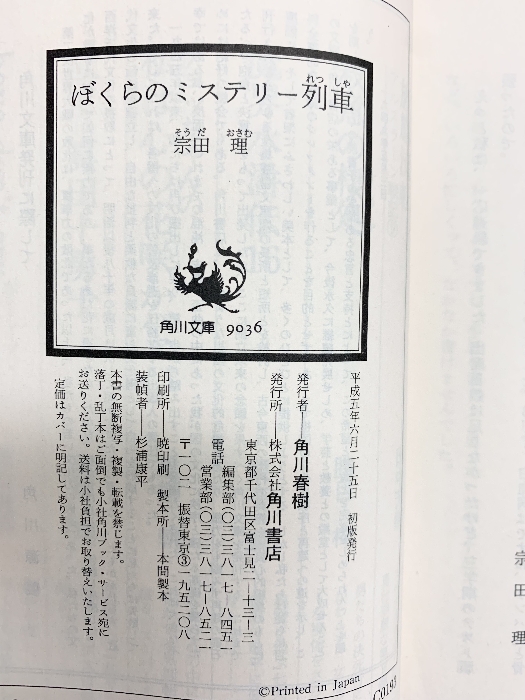 ぼくらのミステリー列車
れっ しゃ
宗田 理
そう だ おさむ
角川文庫 9036
平成五年六月二十五日 初版発行
発行者──角川春樹
発行所──株式会社角川書店
東京都千代田区富士見二─十三─三
電話 編集部(〇三)三八一七─八四五一
営業部(〇三)三八一七─八五二一
〒一〇二 振替東京③一九五二〇八
印刷所──暁印刷 製本所──本間製本
装幀者──杉浦康平
本書の無断複写・複製・転載を禁じます。
落丁・乱丁本はご面倒でも小社角川ブック・サービス宛に
お送りください。送料は小社負担でお取り替えいたします。
定価はカバーに明記してあります。
©Printed in Japan
宗田理